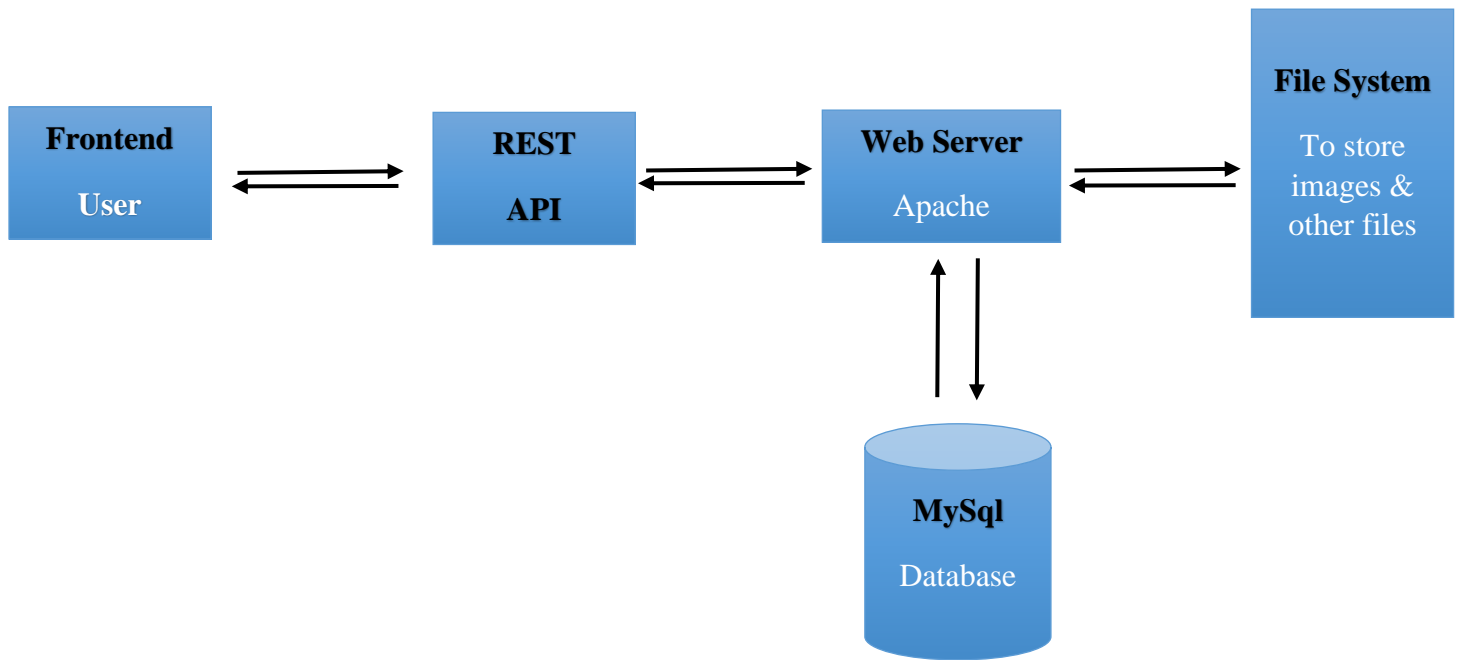 Frontend
User
REST
API
Web Server
Apache
File System
To store
images &
other files
MySql
Database